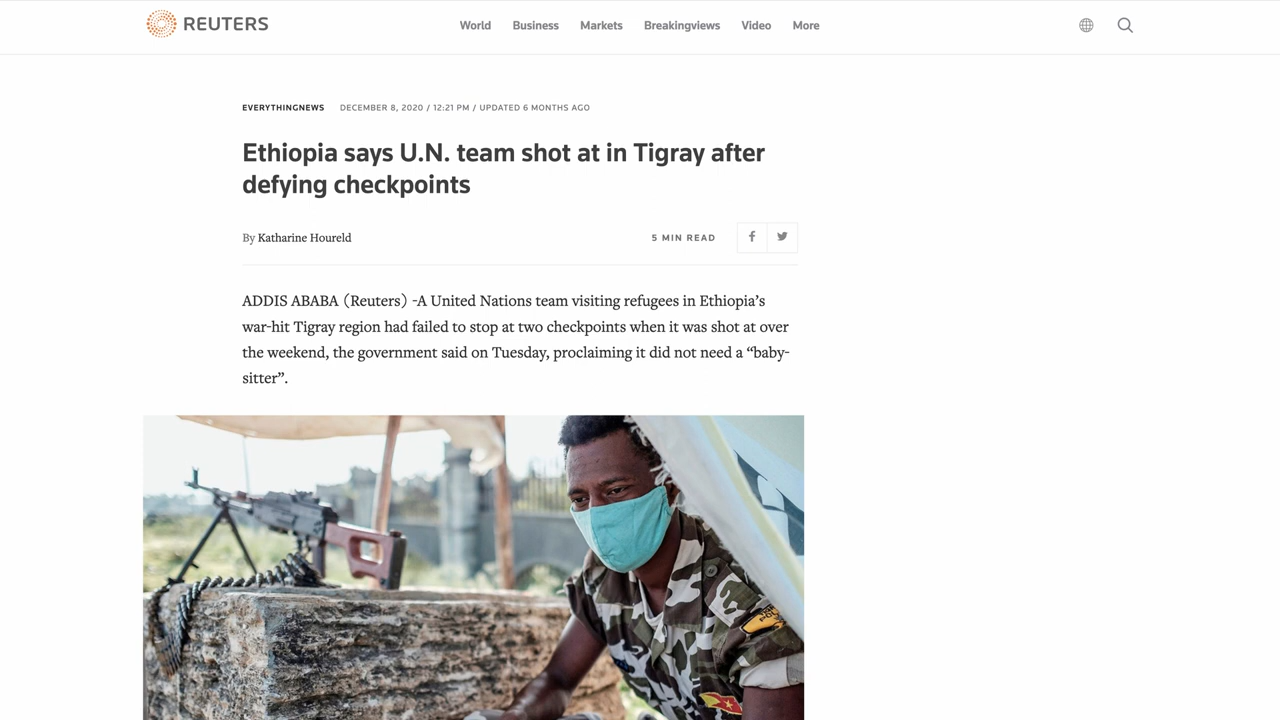 REUTERS
World Business Markets Breakingviews Video More
EVERYTHINGNEWS DECEMBER 8, 2020 / 12:21 PM / UPDATED 6 MONTHS AGO
Ethiopia says U.N. team shot at in Tigray after
defying checkpoints
By Katharine Houreld
5 MIN READ
ADDIS ABABA (Reuters) -A United Nations team visiting refugees in Ethiopia’s
war-hit Tigray region had failed to stop at two checkpoints when it was shot at over
the weekend, the government said on Tuesday, proclaiming it did not need a “baby-
sitter”.